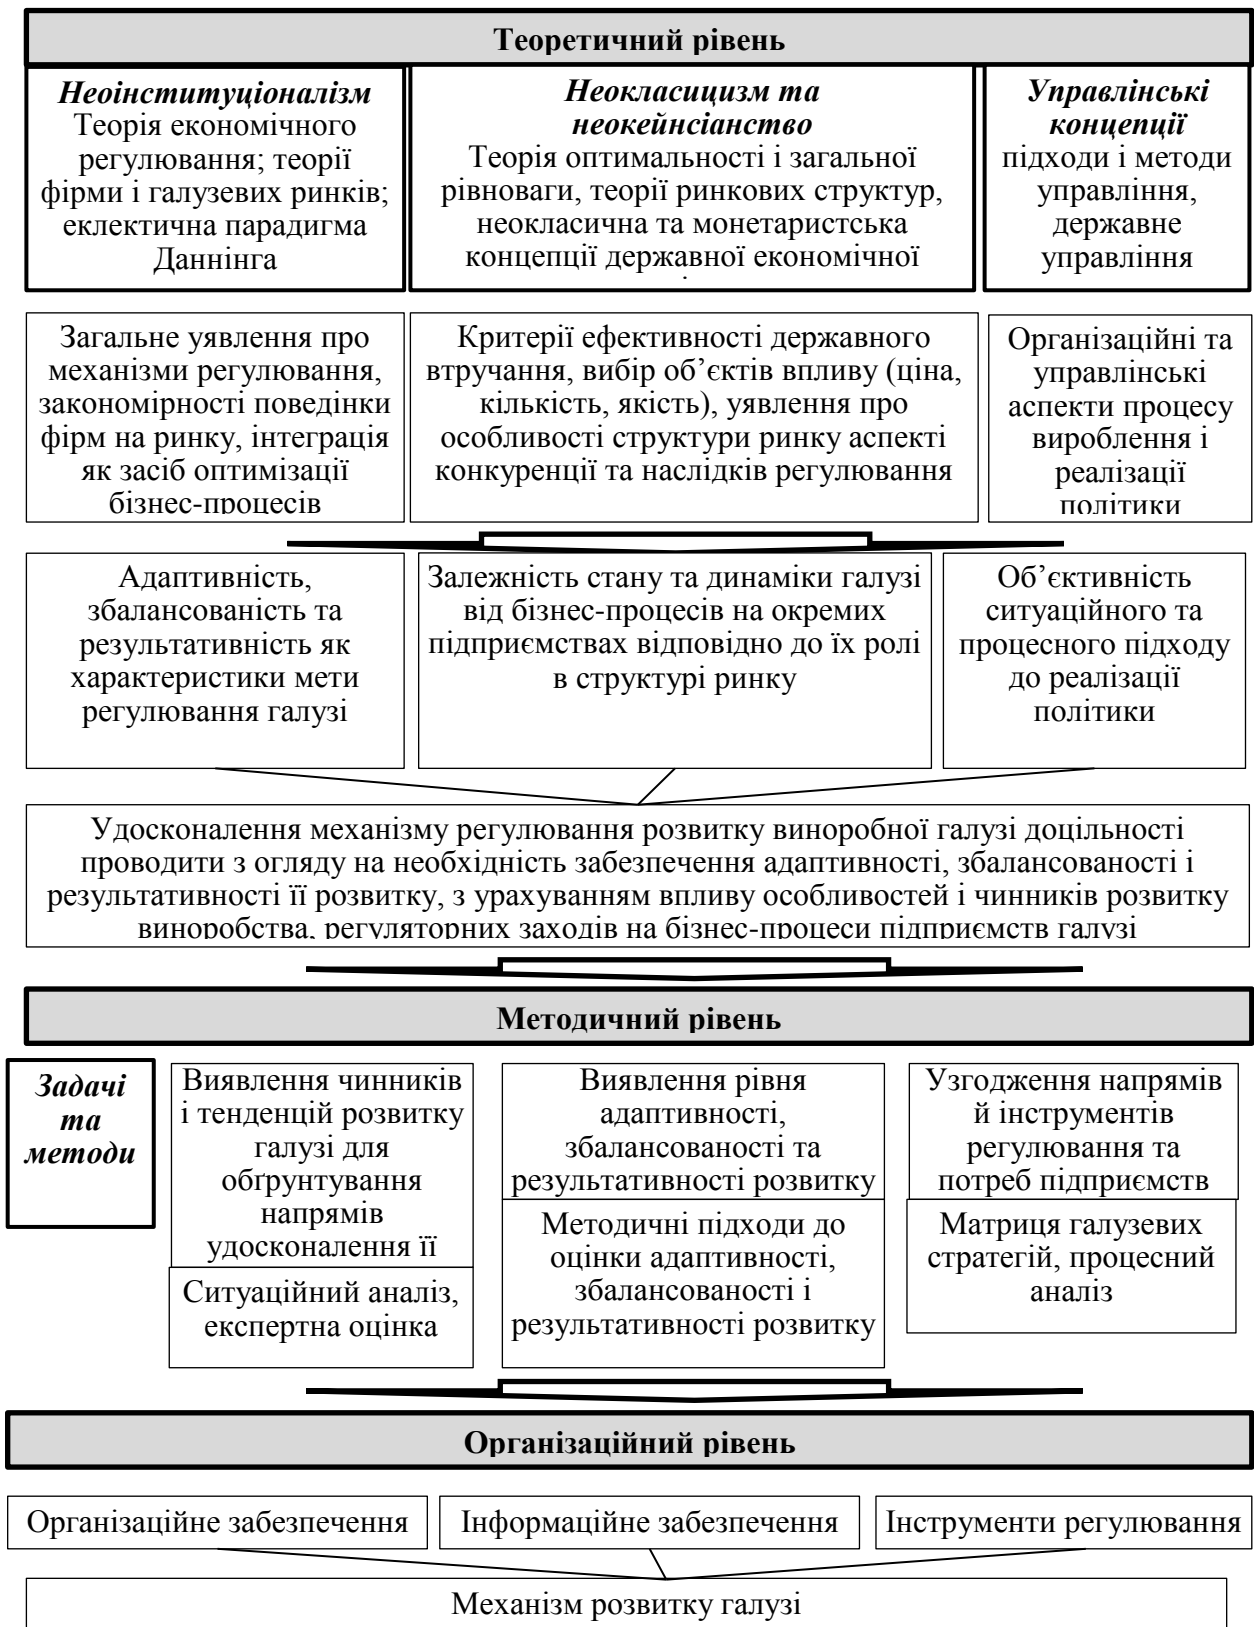 Теоретичний рівень
Неоінституціоналізм
Теорія економічного
регулювання; теорії
фірми і галузевих ринків;
еклектична парадигма
Даннінга
Неокласицизм та
неокейнсіанство
Теорія оптимальності і загальної
рівноваги, теорії ринкових структур,
неокласична та монетаристська
концепції державної економічної
Управлінські
концепції
підходи і методи
управління,
державне
управління
Загальне уявлення про
механізми регулювання,
закономірності поведінки
фірм на ринку, інтеграція
як засіб оптимізації
бізнес-процесів
Критерії ефективності державного
втручання, вибір об’єктів впливу (ціна,
кількість, якість), уявлення про
особливості структури ринку аспекті
конкуренції та наслідків регулювання
Організаційні та
управлінські
аспекти процесу
вироблення і
реалізації
політики
Адаптивність,
збалансованість та
результативність як
характеристики мети
регулювання галузі
Залежність стану та динаміки галузі
від бізнес-процесів на окремих
підприємствах відповідно до їх ролі
в структурі ринку
Об’єктивність
ситуаційного та
процесного підходу
до реалізації
політики
Удосконалення механізму регулювання розвитку виноробної галузі доцільності
проводити з огляду на необхідність забезпечення адаптивності, збалансованості і
результативності її розвитку, з урахуванням впливу особливостей і чинників розвитку
виноробства, регуляторних заходів на бізнес-процеси підприємств галузі
Методичний рівень
Задачі
та
методи
Виявлення чинників
і тенденцій розвитку
галузі для
обґрунтування
напрямів
удосконалення її
Ситуаційний аналіз,
експертна оцінка
Виявлення рівня
адаптивності,
збалансованості та
результативності розвитку
Методичні підходи до
оцінки адаптивності,
збалансованості і
результативності розвитку
Узгодження напрямів
й інструментів
регулювання та
потреб підприємств
Матриця галузевих
стратегій, процесний
аналіз
Організаційний рівень
Організаційне забезпечення
Інформаційне забезпечення
Інструменти регулювання
Механізм розвитку галузі